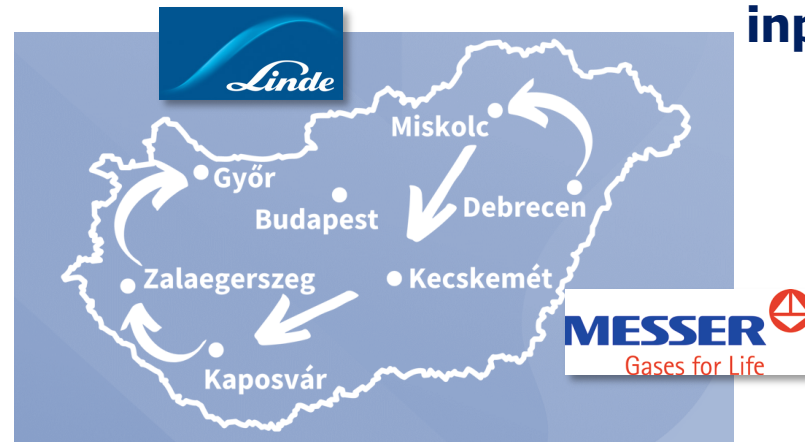 inp
Linde
Miskolc
Győr
Budapest
Debrecen
Zalaegerszeg
Kecskemét
MESSER
Gases for Life
Kaposvár